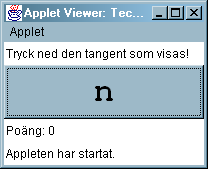 Applet Viewer: Tec...
Applet
Tryck ned den tangent som visas!
n
Poäng: 0
Appleten har startat.